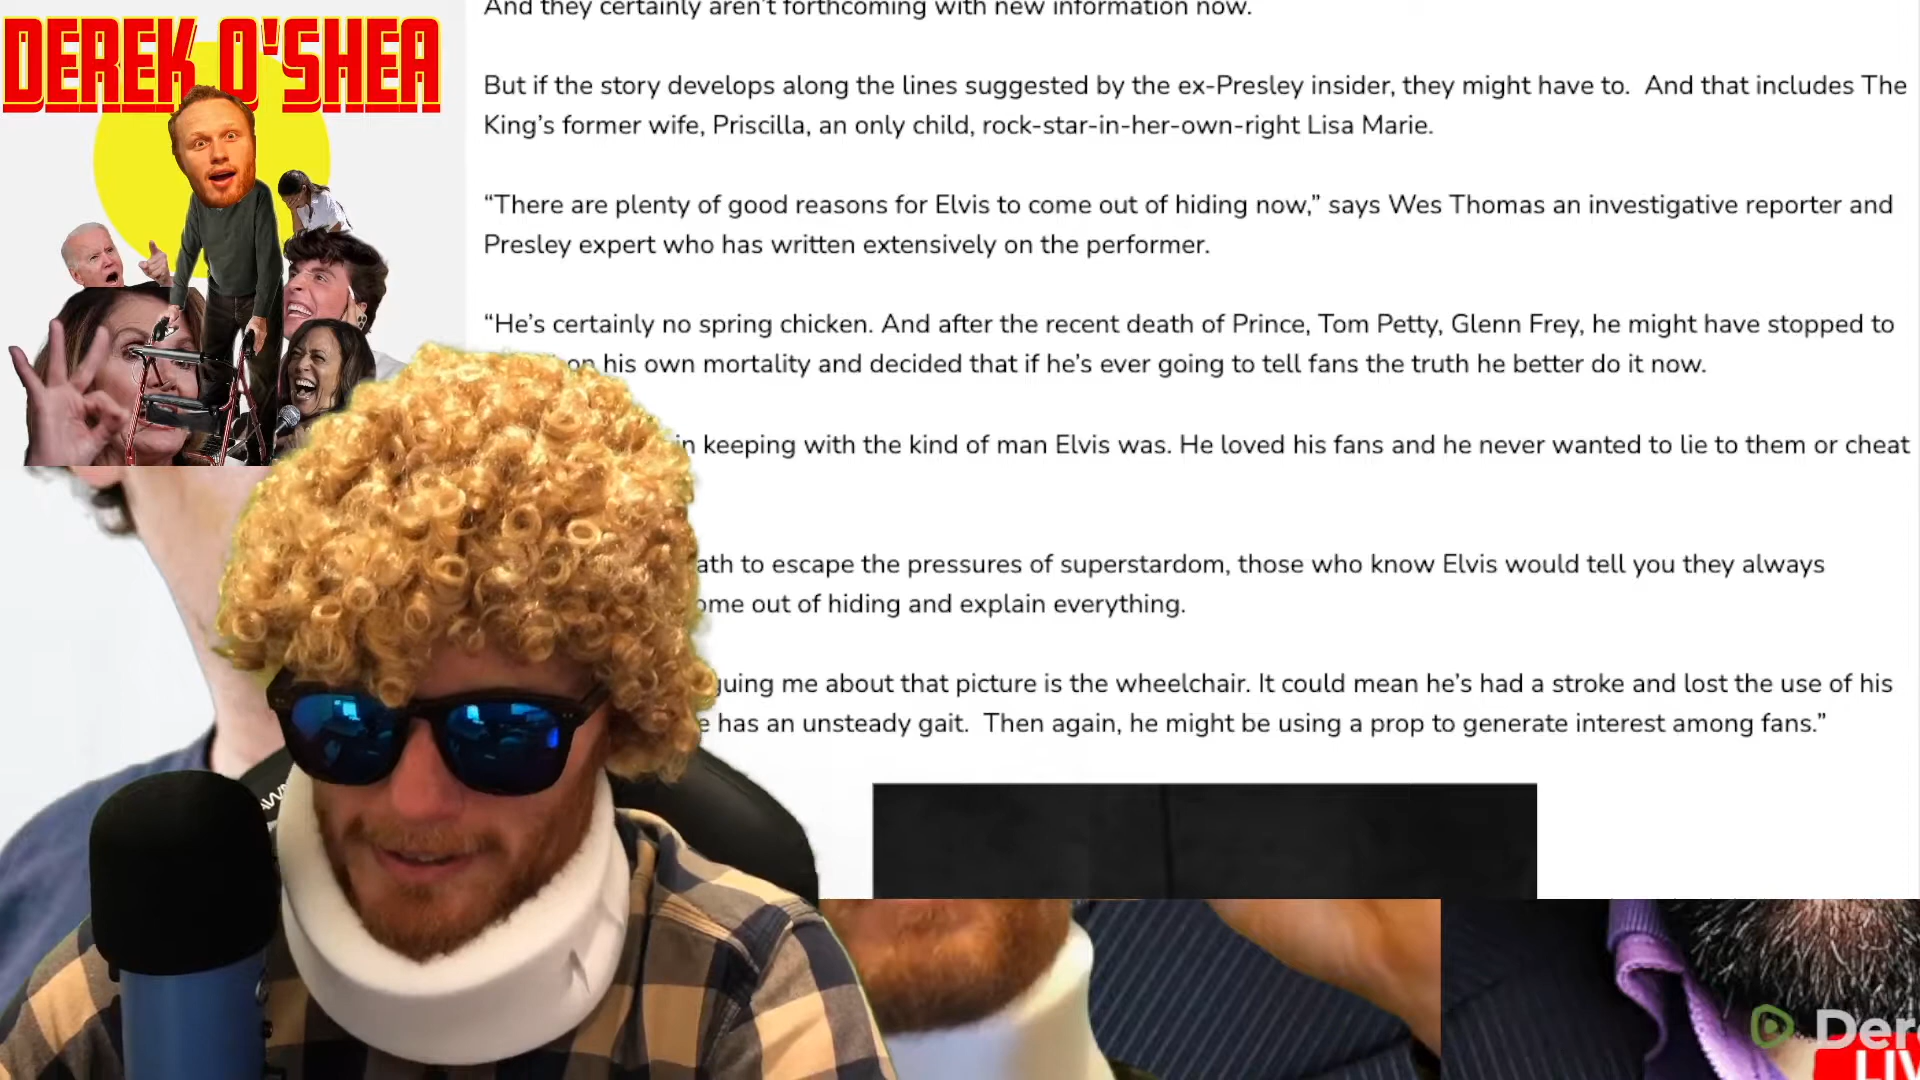 DEREK O'SHEA
And they certainly aren't forthcoming with new information now.
But if the story develops along the lines suggested by the ex-Presley insider, they might have to.  And that includes The
King's former wife, Priscilla, an only child, rock-star-in-her-own-right Lisa Marie.
“There are plenty of good reasons for Elvis to come out of hiding now,” says Wes Thomas an investigative reporter and
Presley expert who has written extensively on the performer.
“He's certainly no spring chicken. And after the recent death of Prince, Tom Petty, Glenn Frey, he might have stopped to
his own mortality and decided that if he's ever going to tell fans the truth he better do it now.
in keeping with the kind of man Elvis was. He loved his fans and he never wanted to lie to them or cheat
to escape the pressures of superstardom, those who know Elvis would tell you they always
out of hiding and explain everything.
me about that picture is the wheelchair. It could mean he's had a stroke and lost the use of his
has an unsteady gait.  Then again, he might be using a prop to generate interest among fans.”